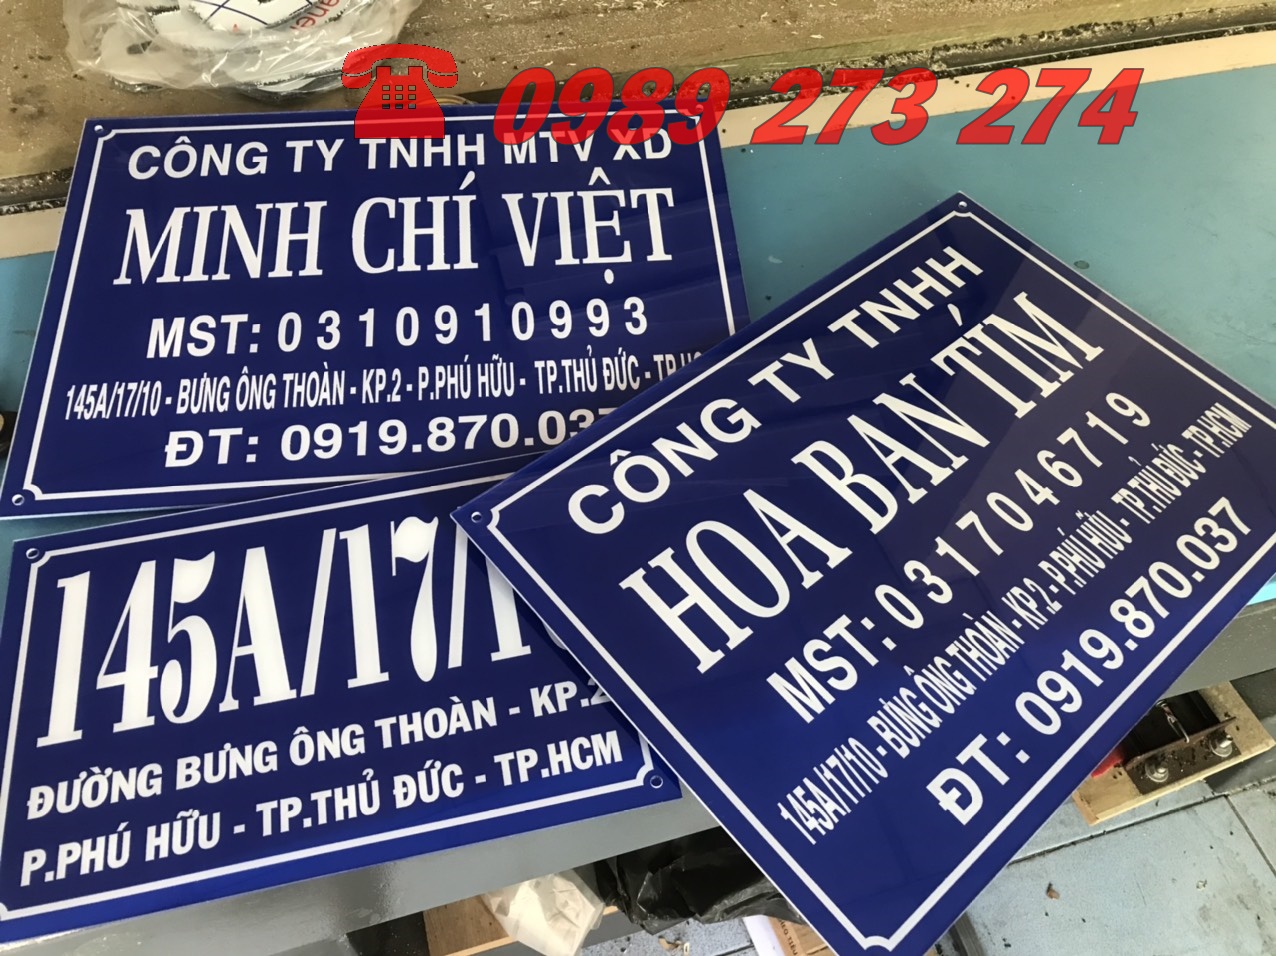 0989 273 274
CÔNG TY TNHH MTV XD
MINH CHÍ VIỆT
MST: 0310910993
145A/17/10 - BƯNG ÔNG THOÀN - KP.2 - P.PHÚ HỮU - TP.THỦ ĐỨC -
ĐT: 0919.870.037
CÔNG TY TNHH
HOA BAN TÍM
MST: 0317046719
145A/17/10 - BƯNG ÔNG THOÀN - KP.2 - P.PHÚ HỮU - TP.THỦ ĐỨC - TP.HCM
ĐT: 0919.870.037
145A/17/1
ĐƯỜNG BƯNG ÔNG THOÀN - KP.2
P.PHÚ HỮU - TP.THỦ ĐỨC - TP.HCM